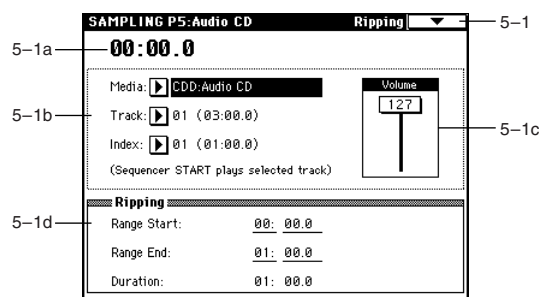 SAMPLING P5:Audio CD Ripping 5–1
5–1a 00:00.0
Media: CDD:Audio CD Volume
5–1b Track: 01 (03:00.0) 127
Index: 01 (01:00.0) 5–1c
(Sequencer START plays selected track)
Ripping
5–1d Range Start: 00: 00.0
Range End: 01: 00.0
Duration: 01: 00.0